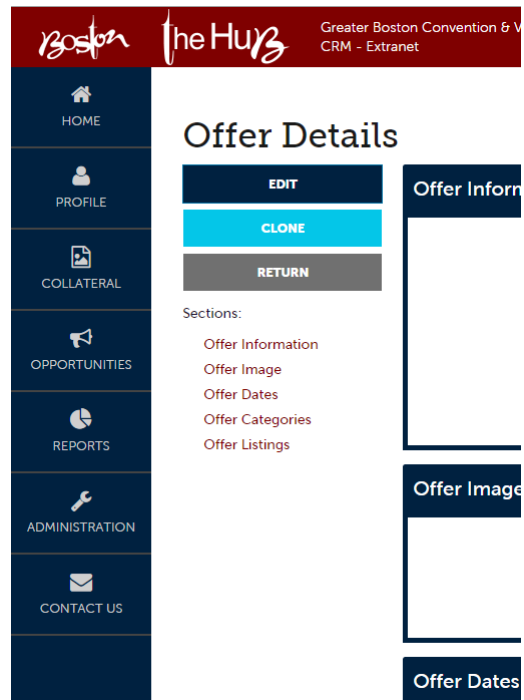 Boston
the Hub
Greater Boston Convention &
CRM - Extranet
HOME
PROFILE
COLLATERAL
OPPORTUNITIES
REPORTS
ADMINISTRATION
CONTACT US
Offer Details
EDIT
CLONE
RETURN
Sections:
Offer Information
Offer Image
Offer Dates
Offer Categories
Offer Listings
Offer
Offer Image
Offer Dates